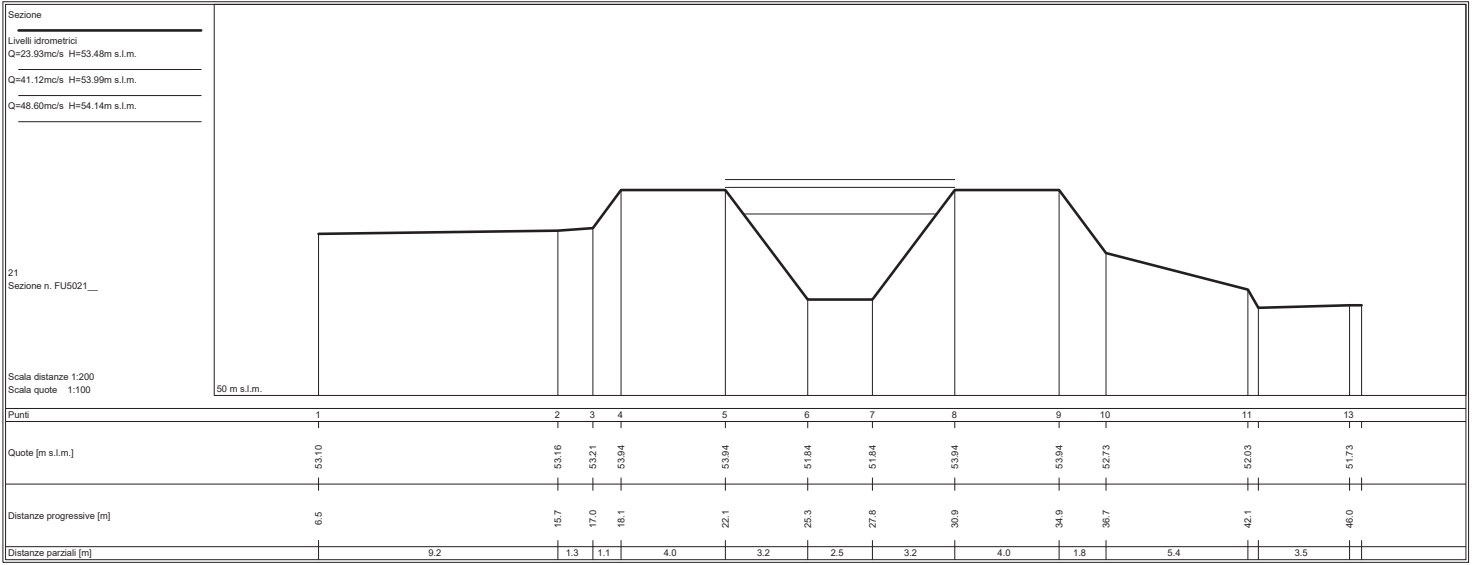 Sezione
Livelli idrometrici
Q=23.93mc/s H=53.48m s.l.m.
Q=41.12mc/s H=53.99m s.l.m.
Q=48.60mc/s H=54.14m s.l.m.
21
Sezione n. FU5021__
Scala distanze 1:200
Scala quote 1:100
50 m s.l.m.
Punti 1 2 3 4 5 6 7 8 9 10 11 13
Quote [m s.l.m.] 53.10 53.16 53.21 53.94 53.94 51.84 51.84 53.94 53.94 52.73 52.03 51.73
Distanze progressive [m] 6.5 15.7 17.0 18.1 22.1 25.3 27.8 30.9 34.9 36.7 42.1 46.0
Distanze parziali [m] 9.2 1.3 1.1 4.0 3.2 2.5 3.2 4.0 1.8 5.4 3.5